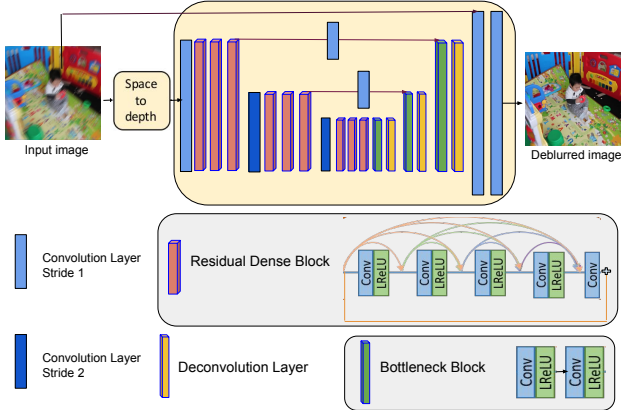 Space
to
depth
Input image
Deblurred image
Convolution Layer
Stride 1
Residual Dense Block
Conv
LReLU
Conv
LReLU
Conv
LReLU
Conv
LReLU
Conv
Convolution Layer
Stride 2
Deconvolution Layer
Bottleneck Block
Conv
LReLU
Conv
LReLU